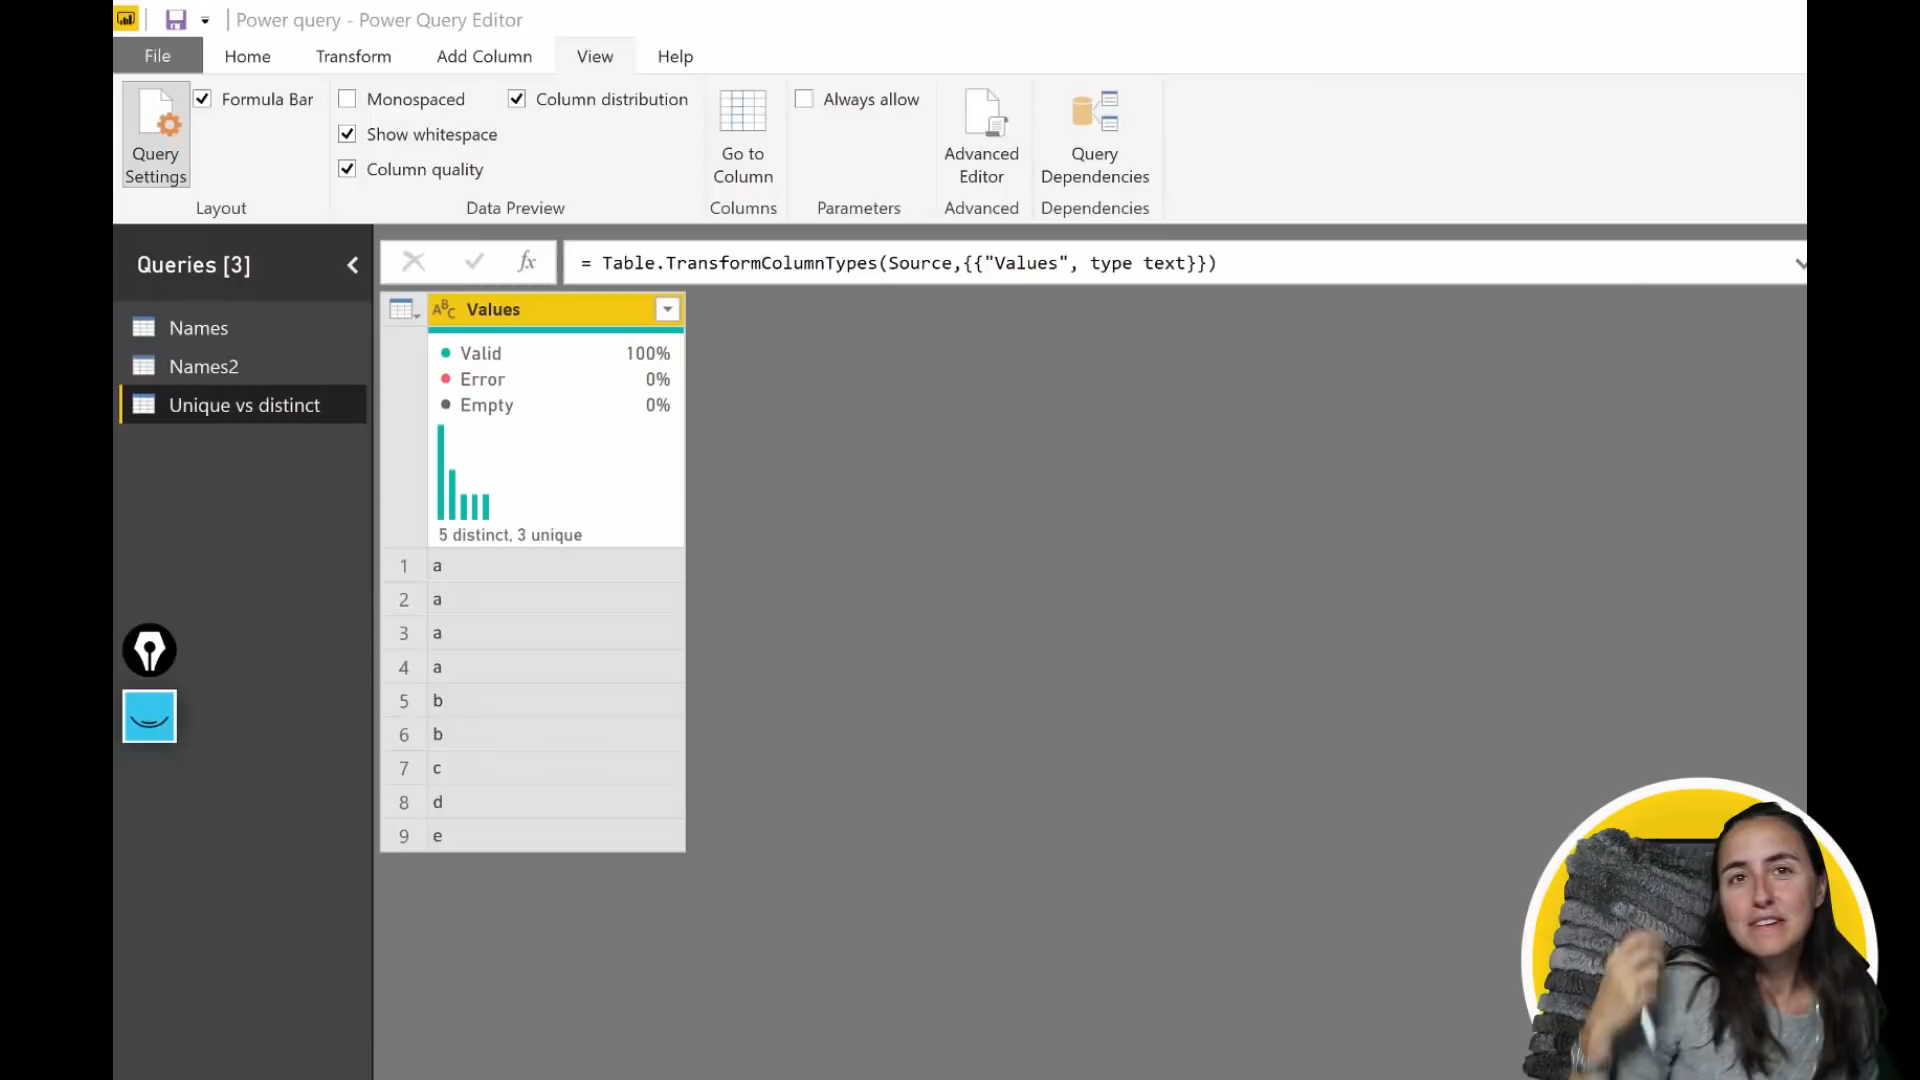 Power query - Power Query Editor
File Home Transform Add Column View Help
Query Settings
Formula Bar
Layout
Monospaced
Column distribution
Show whitespace
Column quality
Data Preview
Go to Column
Columns
Always allow
Parameters
Advanced Editor
Advanced
Query Dependencies
Dependencies
Queries [3]
Names
Names2
Unique vs distinct
fx
= Table.TransformColumnTypes(Source,{{"Values", type text}})
ABC Values
Valid 100%
Error 0%
Empty 0%
5 distinct, 3 unique
1 a
2 a
3 a
4 a
5 b
6 b
7 c
8 d
9 e